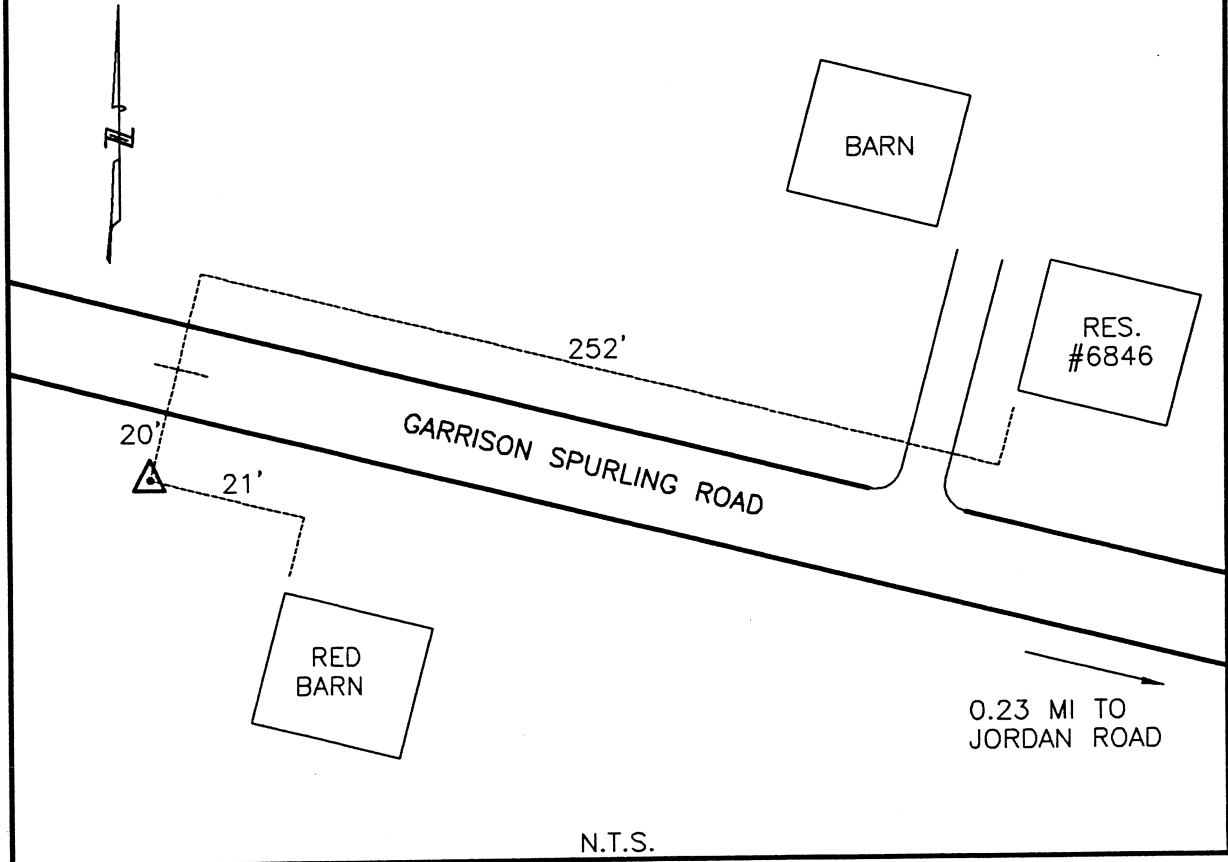 N
BARN
RES.
#6846
252'
GARRISON SPURLING ROAD
20'
21'
RED
BARN
0.23 MI TO
JORDAN ROAD
N.T.S.